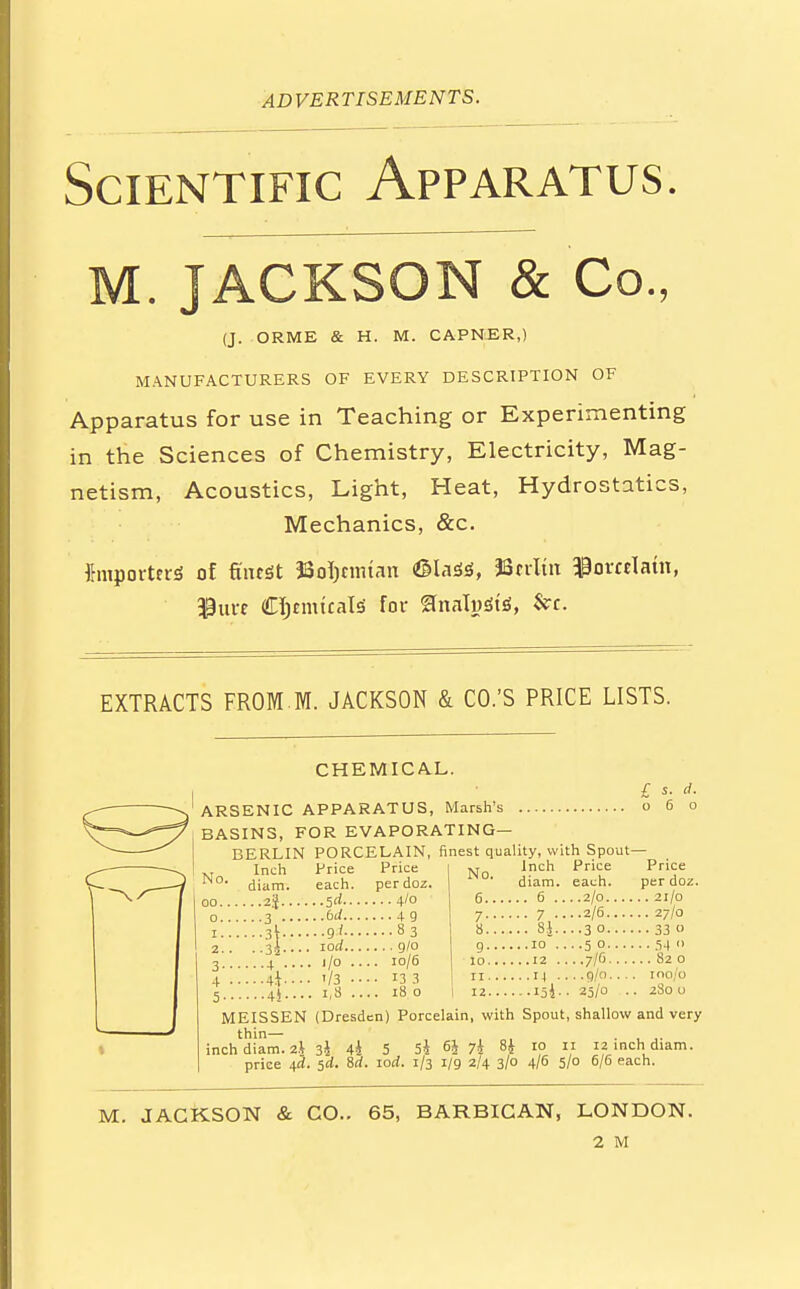 ADVERTISEMENTS.
SCIENTIFIC APPARATUS.
M. JACKSON & Co.,
(J. ORME & H. M. CAPNER,)
MANUFACTURERS OF EVERY DESCRIPTION OF
Apparatus for use in Teaching or Experimenting
in the Sciences of Chemistry, Electricity, Mag-
netism, Acoustics, Light, Heat, Hydrostatics,
Mechanics, &c.
Importers of finest Bohemian Glass, Berlin Porcelain,
Pure Chemicals for Analysis, &c.
EXTRACTS FROM M. JACKSON & CO.'S PRICE LISTS.
CHEMICAL.
£ s. d.
ARSENIC APPARATUS, Marsh's .............. 0 6 0
BASINS, FOR EVAPORATING—
BERLIN PORCELAIN, finest quality, with Spout—
No. Inch diam. Price each. Price per doz. No. Inch diam. Price each. Price per doz.
00......2¾......5d.......4/0 6...... 6 ....2/0......21/0
0......3 ......6d.......4 9 7...... 7 ....2/6......27/0
1......3¼......9d.......8 3 8...... 8½....3 0......33 0
2.. ..3½.... 10d.......9/0 9......10 ....5 0......54 0
3......4 .... 1/0 .... 10/6 10......12 ....7/6......82 0
4 .....4¼.... 1/3 .... 13 3 11......14 ....9/0.... 100/0
5......4½.... 1,8 .... 18 0 12......15½.. 25/0 .. 280 0
MEISSEN (Dresden) Porcelain, with Spout, shallow and very
thin—
inch diam. 2½ 3½ 4½ 5 5½ 6½ 7½ 8½ 10 11 12 inch diam.
price 4d. 5d. 8d. 10d. 1/3 1/9 2/4 3/0 4/6 5/0 6/6 each.
M. JACKSON & CO.. 65, BARBICAN, LONDON.
2 M